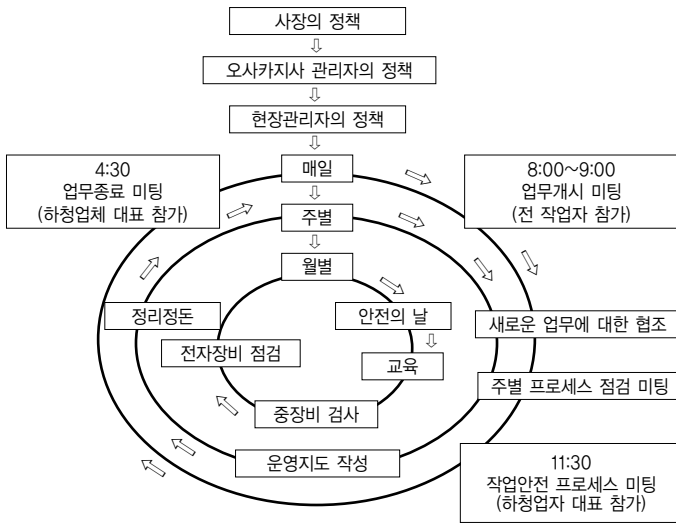 사장의 정책
오사카지사 관리자의 정책
현장관리자의 정책
4:30
업무종료 미팅
(하청업체 대표 참가)
매일
8:00~9:00
업무개시 미팅
(전 작업자 참가)
주별
월별
정리정돈
안전의 날
새로운 업무에 대한 협조
전자장비 점검
교육
주별 프로세스 점검 미팅
중장비 검사
운영지도 작성
11:30
작업안전 프로세스 미팅
(하청업자 대표 참가)